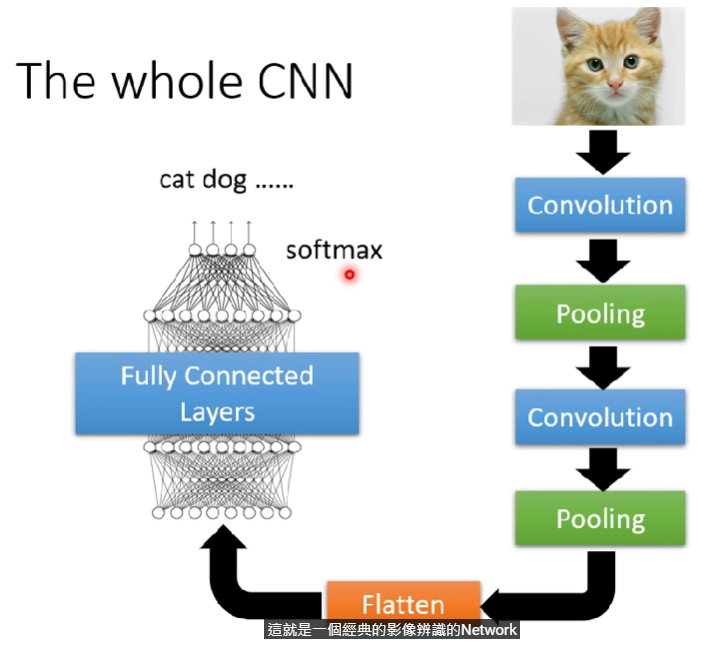 The whole CNN
Convolution
Pooling
Convolution
Pooling
Flatten
Fully Connected
Layers
softmax
cat dog ......
這就是一個經典的影像辨識的Network